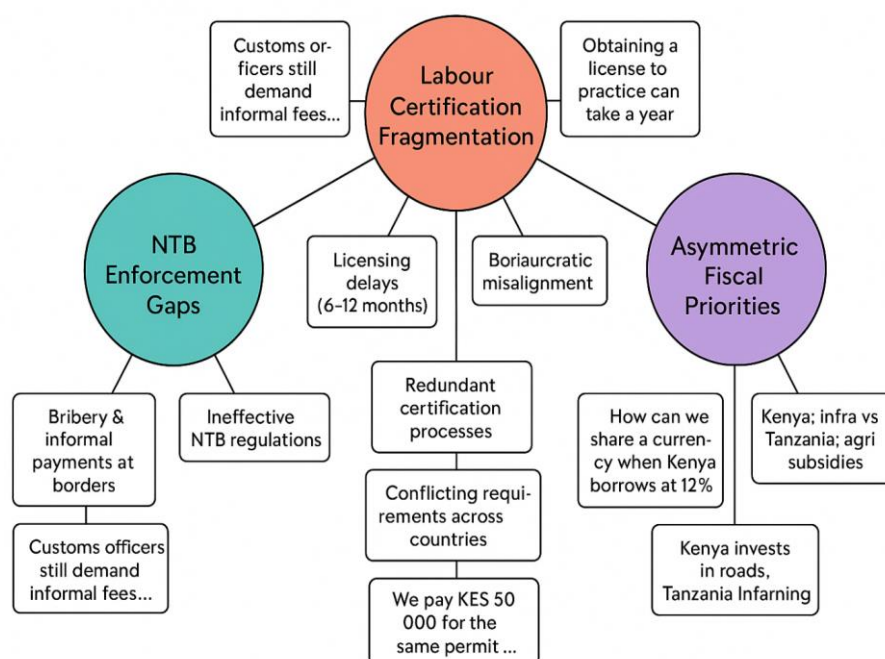 Customs or-
ficers still
demand
informal fees...
Labour
Certification
Fragmentation
Obtaining a
license to
practice can
take a year
NTB
Enforcement
Gaps
Licensing
delays
(6–12 months)
Boriaurcratic
misalignment
Asymmetric
Fiscal
Priorities
Bribery &
informal
payments at
borders
Ineffective
NTB regulations
Redundant
certification
processes
How can we
share a curren-
cy when Kenya
borrows at 12%
Kenya; infra vs
Tanzania; agri
subsidies
Customs officers
still demand
informal fees...
Conflicting requi-
rements across
countries
Kenya invests
in roads,
Tanzania Infarning
We pay KES 50
000 for the
same permit ...